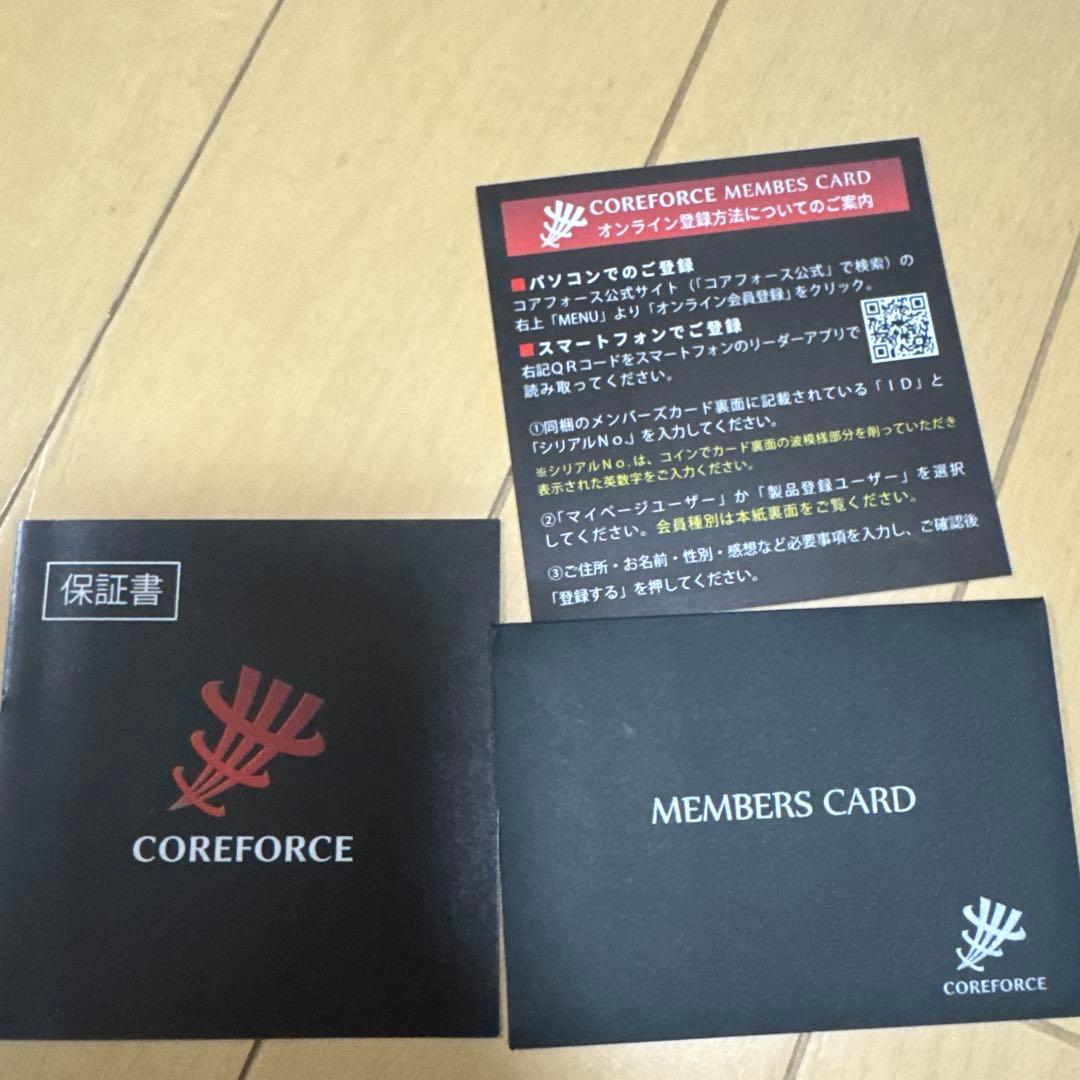 COREFORCE MEMBES CARD
オンライン登録方法についてのご案内
■パソコンでのご登録
コアフォース公式サイト（「コアフォース公式」で検索）の
右上「MENU」より「オンライン会員登録」をクリック。
■スマートフォンでご登録
右記QRコードをスマートフォンのリーダーアプリで
読み取ってください。
①同梱のメンバーズカード裏面に記載されている「ID」と
「シリアルNo.」を入力してください。
※シリアルNo.は、コインでカード裏面の波模様部分を削っていただき
表示された英数字をご入力ください。
②「マイページユーザー」か「製品登録ユーザー」を選択
してください。会員種別は本紙裏面をご覧ください。
③ご住所・お名前・性別・感想など必要事項を入力し、ご確認後
「登録する」を押してください。
保証書
COREFORCE
MEMBERS CARD
COREFORCE